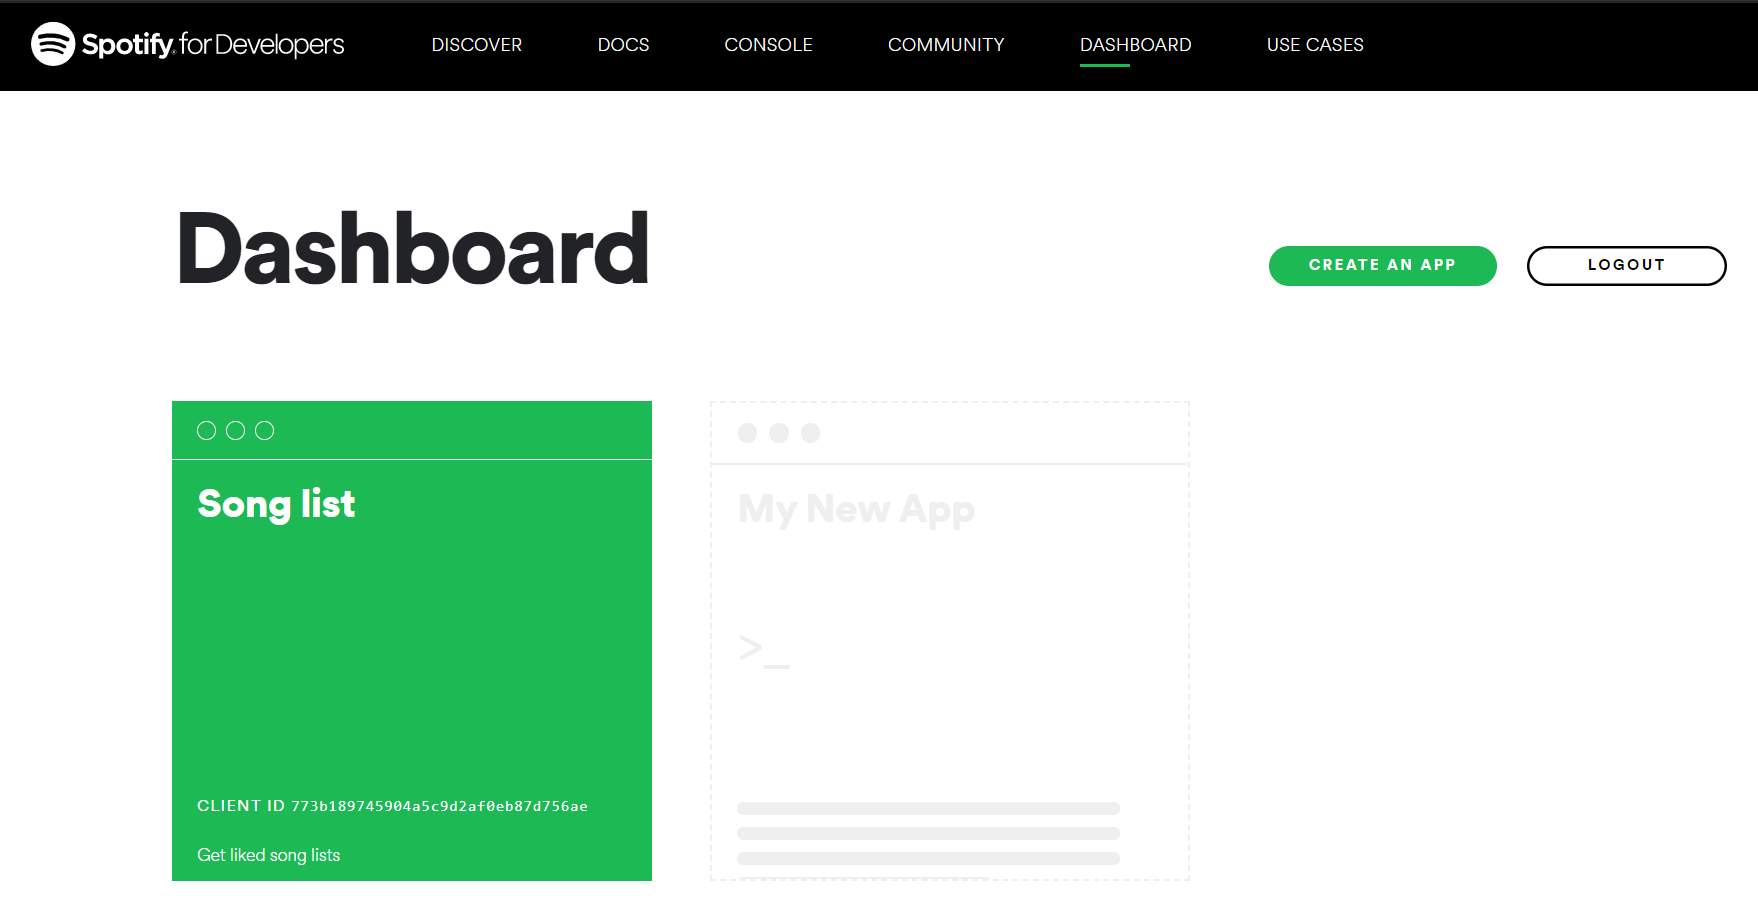 Spotify for Developers DISCOVER DOCS CONSOLE COMMUNITY DASHBOARD USE CASES
Dashboard
CREATE AN APP LOGOUT
Song list
My New App
>_
CLIENT ID 773b189745904a5c9d2af0eb87d756ae
Get liked song lists